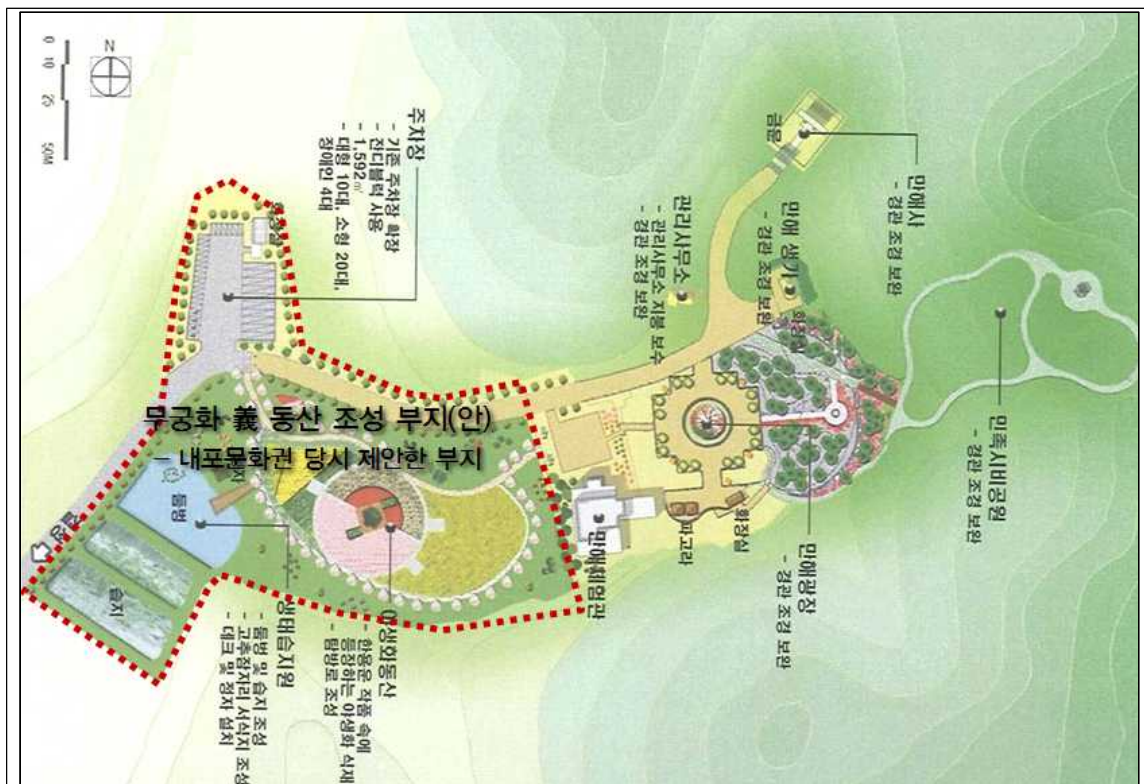 0 10 25 50M
N
주차장
- 기존 주차장 확장
- 잔디블럭 사용
- 1,592㎡
- 대형 10대, 소형 20대,
장애인 4대
금문
만해사
- 경관 조경 보완
관리사무소
- 관리사무소 지붕 보수
- 경관 조경 보완
만해 생가
- 경관 조경 보완
화장실
민족시비공원
- 경관 조경 보완
무궁화 義 동산 조성 부지(안)
- 내포문화권 당시 제안한 부지
만해체험관
파고라
화장실
만해광장
- 경관 조경 보완
둠벙
습지
생태습지원
- 둠벙 및 습지 조성
- 고추잠자리 서식지 조성
- 데크 및 정자 설치
야생화동산
- 한용운 작품 속에
등장하는 야생화 식재
- 탐방로 조성